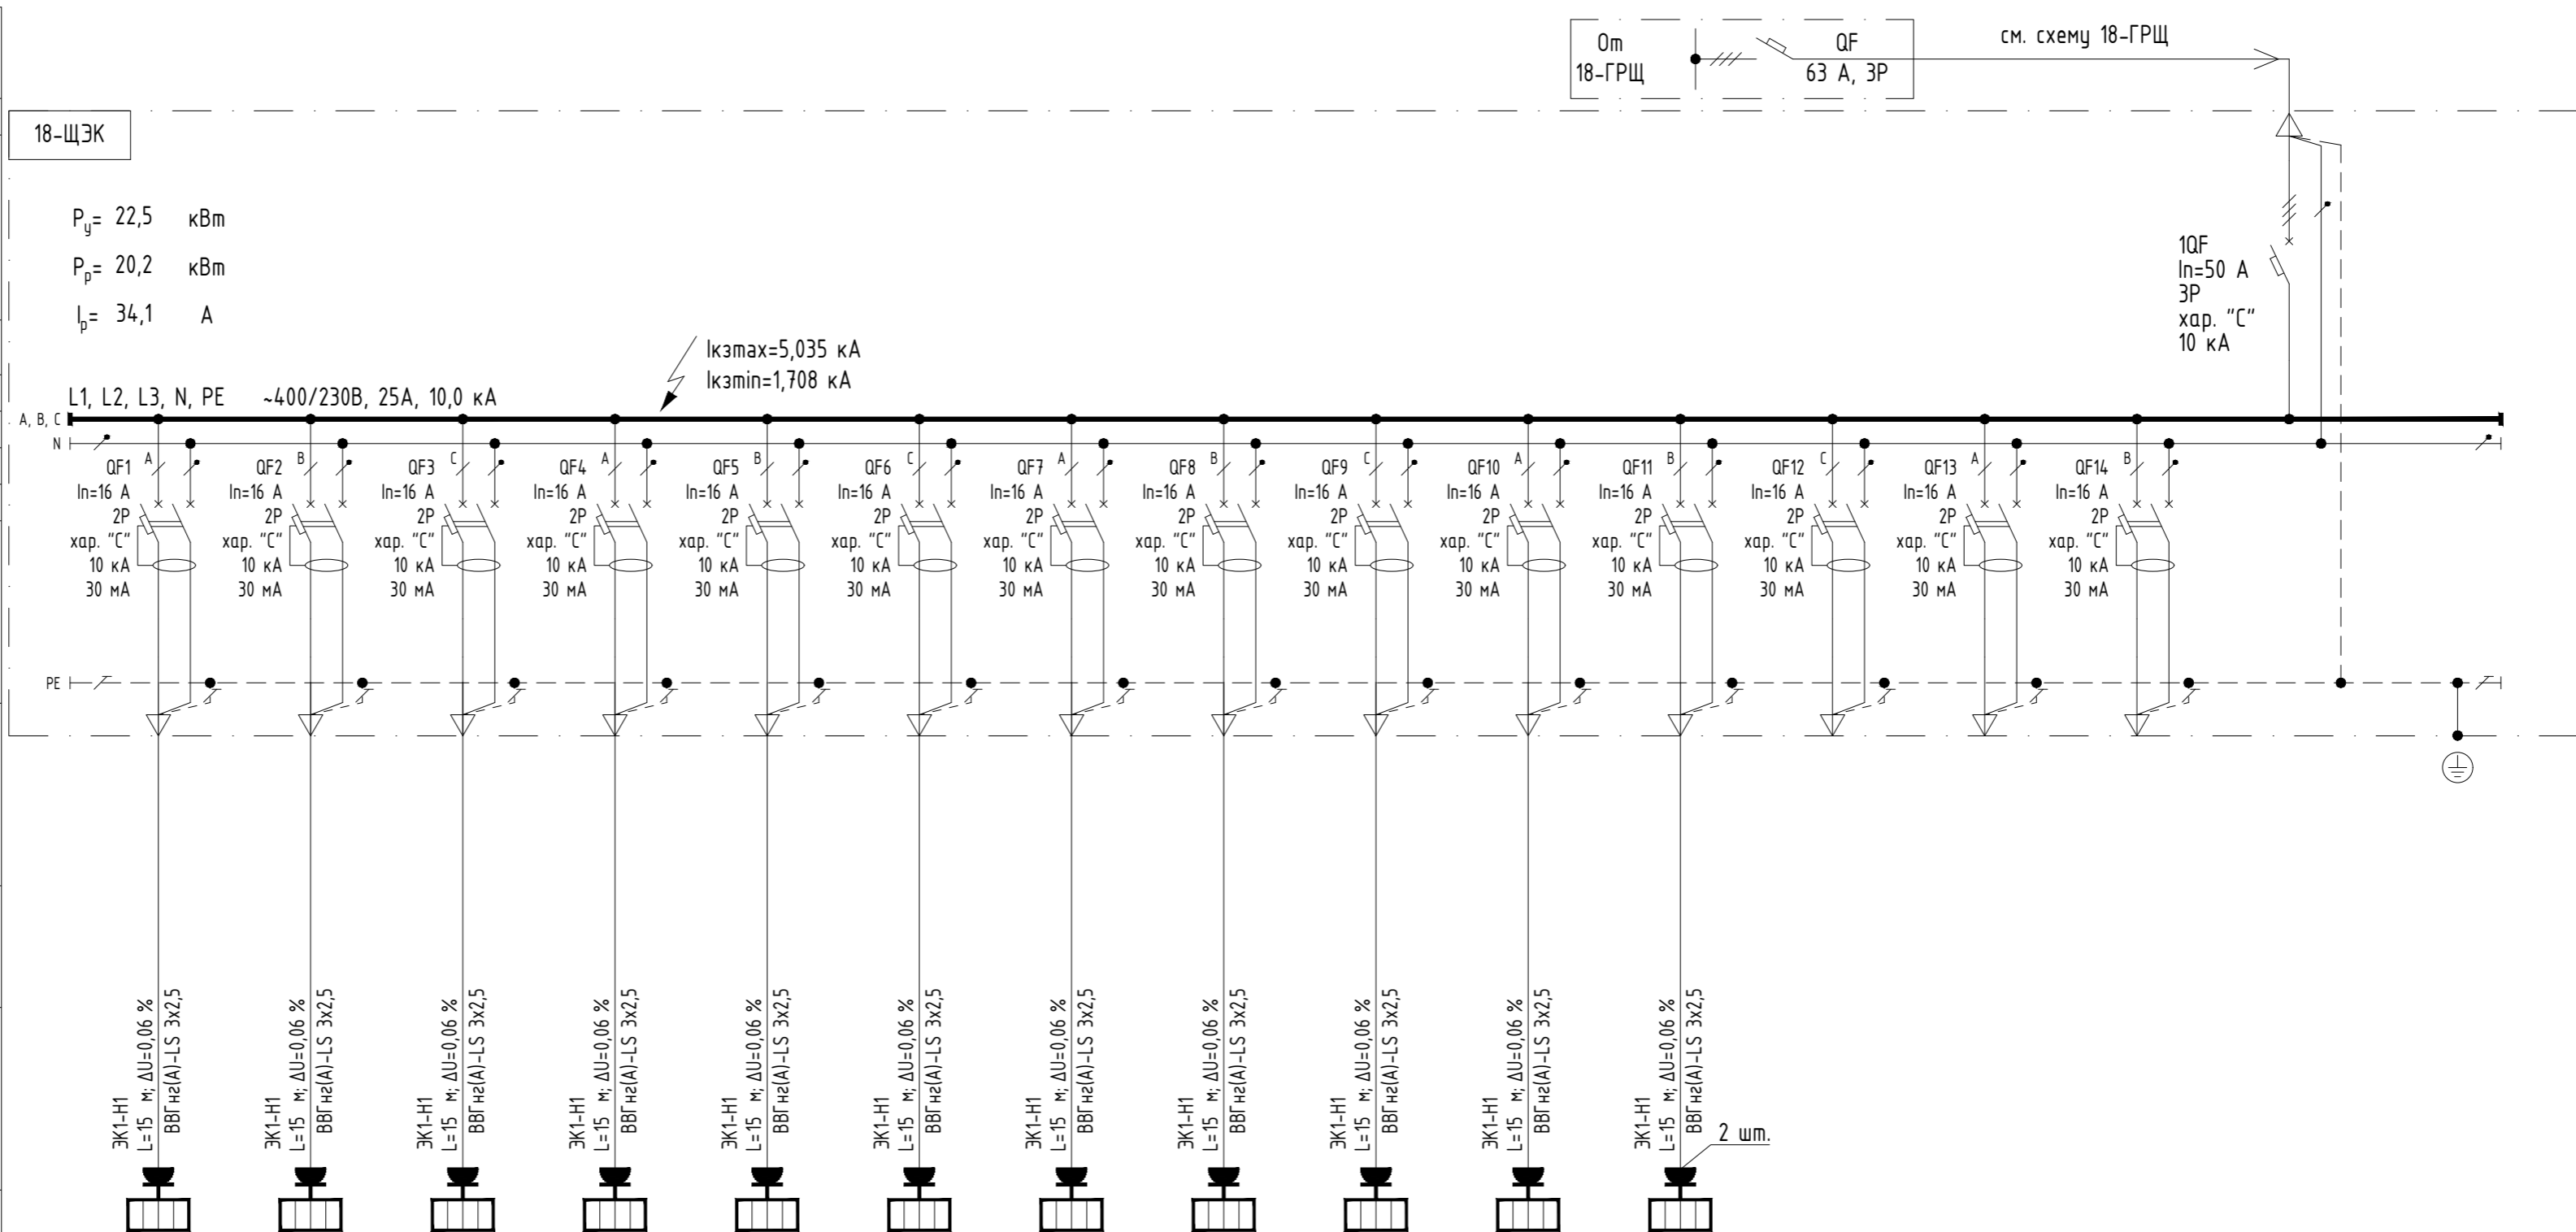 От
18-ГРЩ
QF
63 А, 3Р
см. схему 18-ГРЩ
18-ЩЭК
Pу= 22,5 кВт
Pр= 20,2 кВт
Iр= 34,1 А
1QF
In=50 А
3Р
хар. "С"
10 кА
Iкзmax=5,035 кА
Iкзmin=1,708 кА
L1, L2, L3, N, PE ~400/230В, 25А, 10,0 кА
А, В, С
N
QF1 A
In=16 А
2Р
хар. "С"
10 кА
30 мА
QF2 B
In=16 А
2Р
хар. "С"
10 кА
30 мА
QF3 C
In=16 А
2Р
хар. "С"
10 кА
30 мА
QF4 A
In=16 А
2Р
хар. "С"
10 кА
30 мА
QF5 B
In=16 А
2Р
хар. "С"
10 кА
30 мА
QF6 C
In=16 А
2Р
хар. "С"
10 кА
30 мА
QF7 A
In=16 А
2Р
хар. "С"
10 кА
30 мА
QF8 B
In=16 А
2Р
хар. "С"
10 кА
30 мА
QF9 C
In=16 А
2Р
хар. "С"
10 кА
30 мА
QF10 A
In=16 А
2Р
хар. "С"
10 кА
30 мА
QF11 B
In=16 А
2Р
хар. "С"
10 кА
30 мА
QF12 C
In=16 А
2Р
хар. "С"
10 кА
30 мА
QF13 A
In=16 А
2Р
хар. "С"
10 кА
30 мА
QF14 B
In=16 А
2Р
хар. "С"
10 кА
30 мА
PE
ЭК1-Н1
L=15 м; ΔU=0,06 %
ВВГнг(А)-LS 3х2,5
ЭК1-Н1
L=15 м; ΔU=0,06 %
ВВГнг(А)-LS 3х2,5
ЭК1-Н1
L=15 м; ΔU=0,06 %
ВВГнг(А)-LS 3х2,5
ЭК1-Н1
L=15 м; ΔU=0,06 %
ВВГнг(А)-LS 3х2,5
ЭК1-Н1
L=15 м; ΔU=0,06 %
ВВГнг(А)-LS 3х2,5
ЭК1-Н1
L=15 м; ΔU=0,06 %
ВВГнг(А)-LS 3х2,5
ЭК1-Н1
L=15 м; ΔU=0,06 %
ВВГнг(А)-LS 3х2,5
ЭК1-Н1
L=15 м; ΔU=0,06 %
ВВГнг(А)-LS 3х2,5
ЭК1-Н1
L=15 м; ΔU=0,06 %
ВВГнг(А)-LS 3х2,5
ЭК1-Н1
L=15 м; ΔU=0,06 %
ВВГнг(А)-LS 3х2,5
ЭК1-Н1
L=15 м; ΔU=0,06 %
ВВГнг(А)-LS 3х2,5
2 шт.